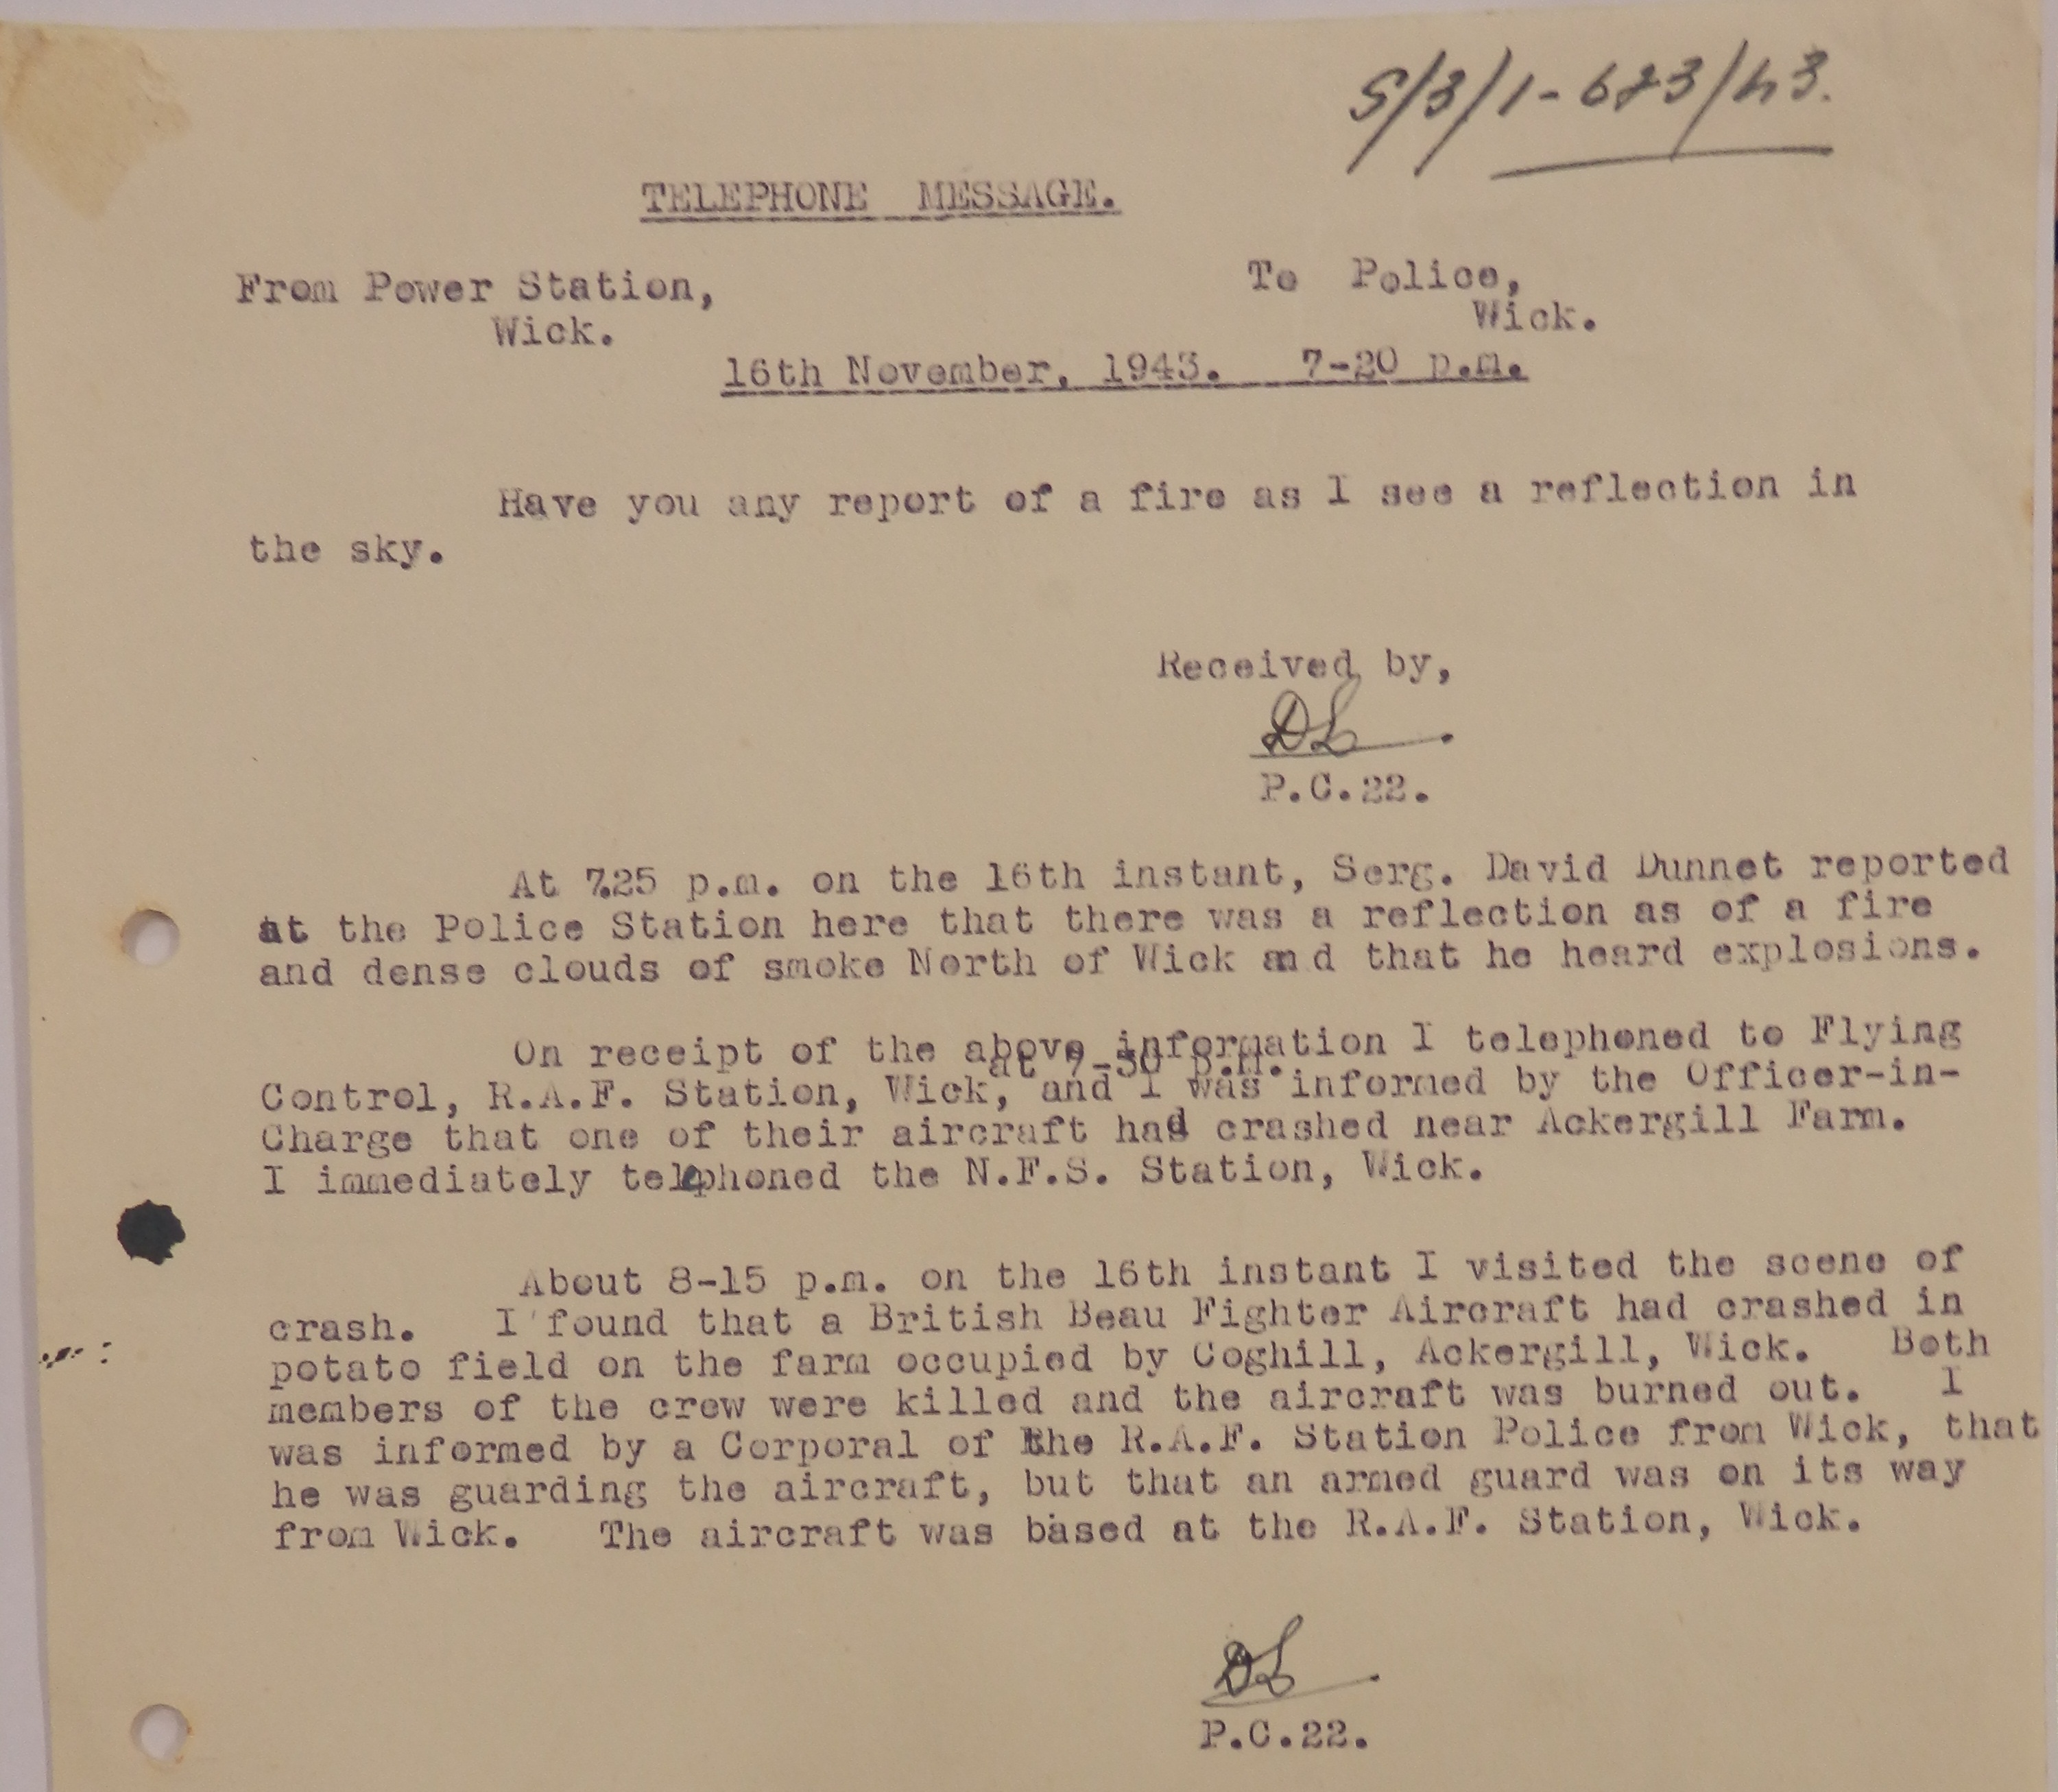 S/3/1-623/43.
TELEPHONE MESSAGE.
From Power Station,
Wick.
To Police,
Wick.
16th November, 1943. 7-20 p.m.
Have you any report of a fire as I see a reflection in
the sky.
Received by,
DL
P.C.22.
At 7.25 p.m. on the 16th instant, Serg. David Dunnet reported
at the Police Station here that there was a reflection as of a fire
and dense clouds of smoke North of Wick and that he heard explosions.
On receipt of the above information I telephoned to Flying
at 7-30 p.m.
Control, R.A.F. Station, Wick, and I was informed by the Officer-in-
Charge that one of their aircraft had crashed near Ackergill Farm.
I immediately telephoned the N.F.S. Station, Wick.
About 8-15 p.m. on the 16th instant I visited the scene of
crash. I found that a British Beau Fighter Aircraft had crashed in
potato field on the farm occupied by Coghill, Ackergill, Wick. Both
members of the crew were killed and the aircraft was burned out. I
was informed by a Corporal of the R.A.F. Station Police from Wick, that
he was guarding the aircraft, but that an armed guard was on its way
from Wick. The aircraft was based at the R.A.F. Station, Wick.
DL
P.C.22.